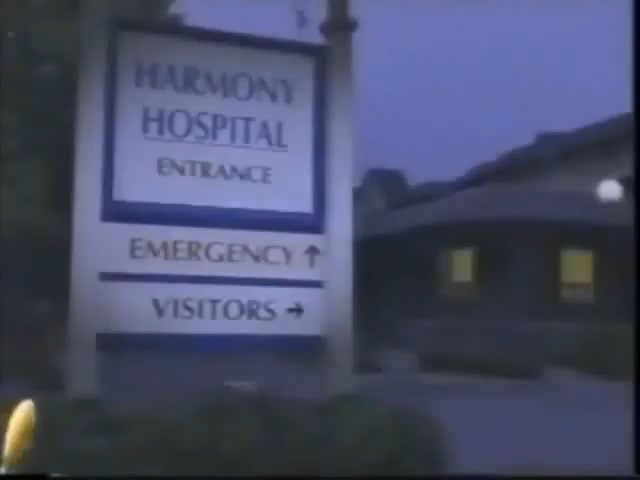 HARMONY
HOSPITAL
ENTRANCE
EMERGENCY ↑
VISITORS →